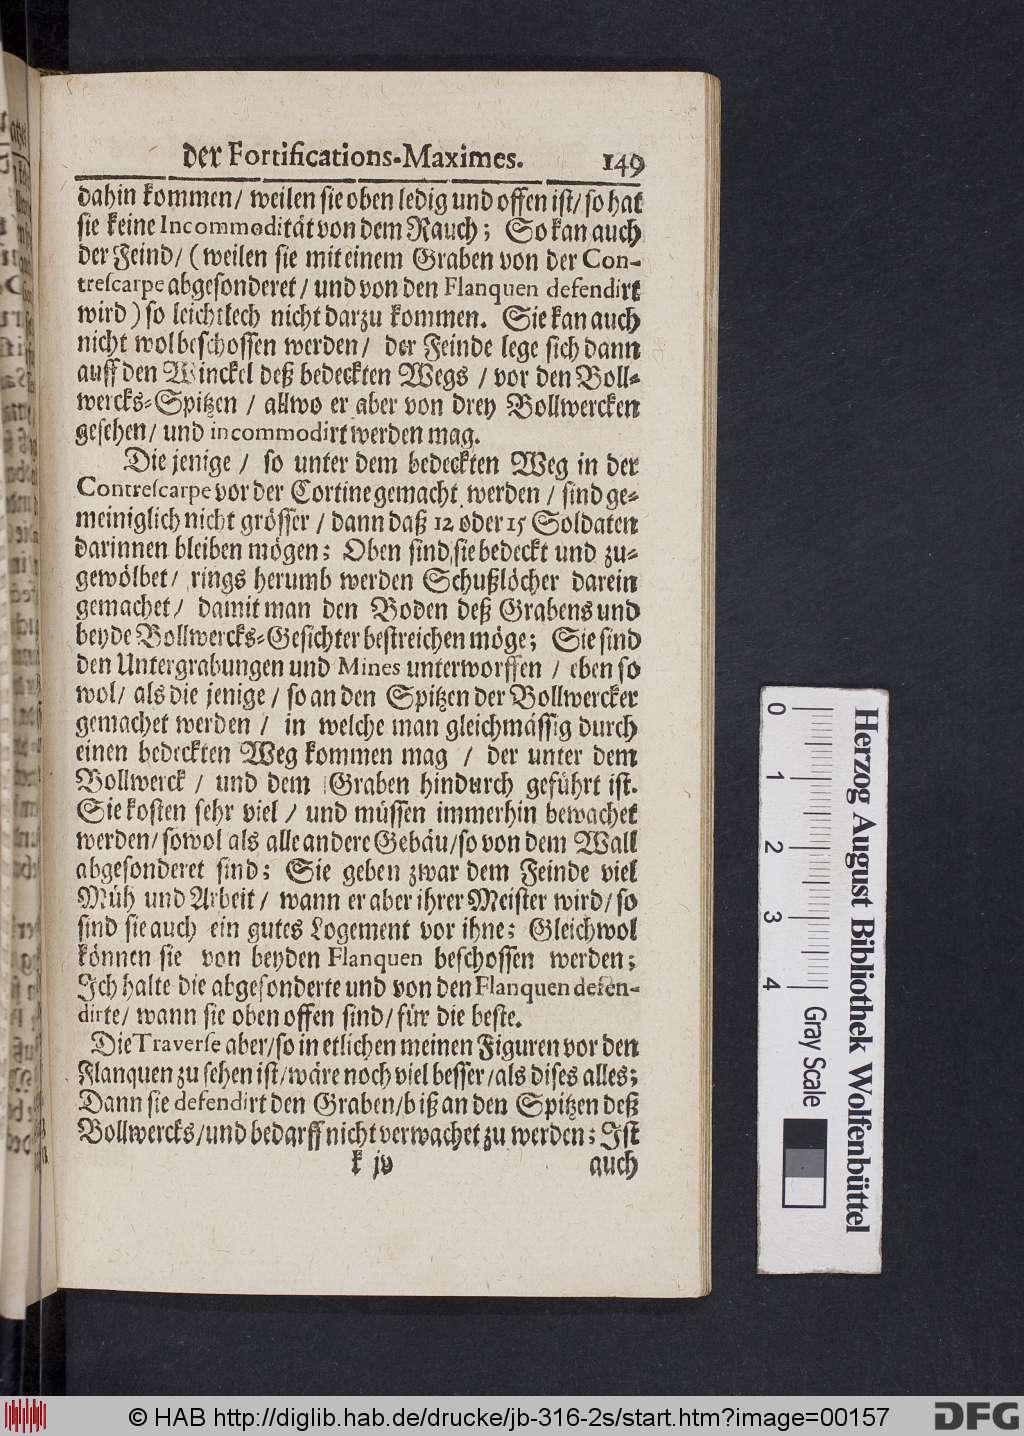 der Fortifications-Maximes. 149
dahin kommen/ weilen sie oben ledig und offen ist/ so hat
sie keine Incommodität von dem Rauch; So kan auch
der Feind/ (weilen sie mit einem Graben von der Con-
trescarpe abgesonderet/ und von den Flanquen defendirt
wird) so leichtlech nicht darzu kommen. Sie kan auch
nicht wol beschossen werden/ der Feinde lege sich dann
auff den Winckel deß bedeckten Wegs / vor den Boll-
wercks-Spitzen / allwo er aber von drey Bollwercken
gesehen/ und incommodirt werden mag.
Die jenige / so unter dem bedeckten Weg in der
Contrescarpe vor der Cortine gemacht werden / sind ge-
meiniglich nicht grösser / dann daß 12 oder 15 Soldaten
darinnen bleiben mögen; Oben sind sie bedeckt und zu-
gewölbet/ rings herumb werden Schußlöcher darein
gemachet/ damit man den Boden deß Grabens und
beyde Bollwercks-Gesichter bestreichen möge; Sie sind
den Untergrabungen und Mines unterworffen / eben so
wol/ als die jenige / so an den Spitzen der Bollwercker
gemachet werden / in welche man gleichmässig durch
einen bedeckten Weg kommen mag / der unter dem
Bollwerck / und dem Graben hindurch geführt ist.
Sie kosten sehr viel / und müssen immerhin bewachet
werden/ sowol als alle andere Gebäu/so von dem Wall
abgesonderet sind; Sie geben zwar dem Feinde viel
Müh und Arbeit / wann er aber ihrer Meister wird/ so
sind sie auch ein gutes Logement vor ihne; Gleichwol
können sie von beyden Flanquen beschossen werden;
Ich halte die abgesonderte und von den Flanquen defen-
dirte/ wann sie oben offen sind/ für die beste.
Die Traverse aber/so in etlichen meinen Figuren vor den
Flanquen zu sehen ist/wäre noch viel besser/als dises alles;
Dann sie defendirt den Graben/biß an den Spitzen deß
Bollwercks/und bedarff nicht verwachet zu werden; Ist
k jv auch
0 1 2 3 4
Herzog August Bibliothek Wolfenbüttel
Gray Scale
© HAB http://diglib.hab.de/drucke/jb-316-2s/start.htm?image=00157
DFG